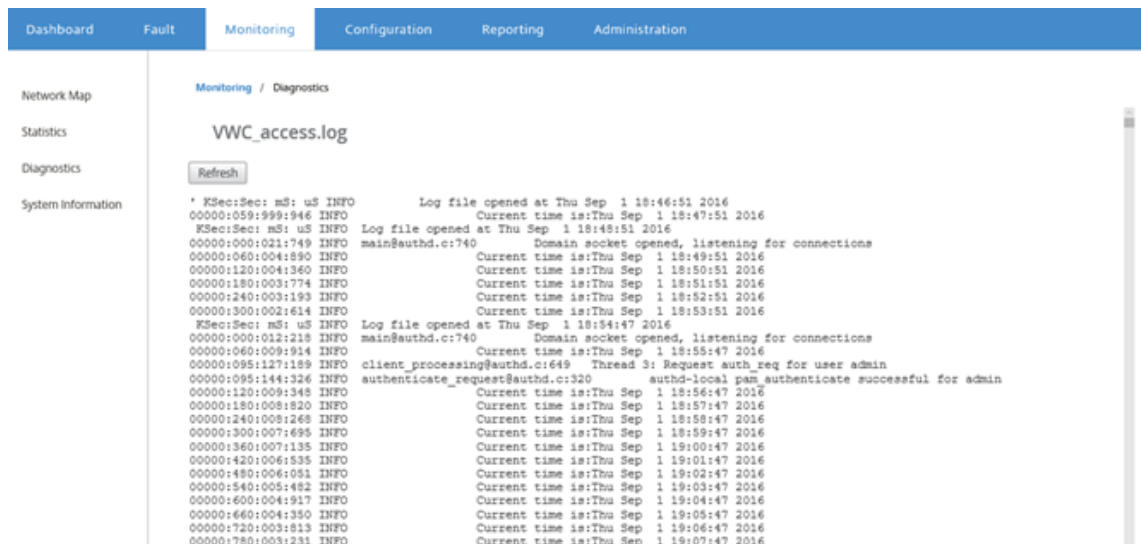 Dashboard Fault Monitoring Configuration Reporting Administration
Network Map
Statistics
Diagnostics
System Information
Monitoring / Diagnostics
VWC_access.log
Refresh
' KSec:Sec: mS: uS INFO Log file opened at Thu Sep 1 18:46:51 2016
00000:059:999:946 INFO Current time is:Thu Sep 1 18:47:51 2016
KSec:Sec: mS: uS INFO Log file opened at Thu Sep 1 18:48:51 2016
00000:000:021:749 INFO main@authd.c:740 Domain socket opened, listening for connections
00000:060:004:890 INFO Current time is:Thu Sep 1 18:49:51 2016
00000:120:004:360 INFO Current time is:Thu Sep 1 18:50:51 2016
00000:180:003:774 INFO Current time is:Thu Sep 1 18:51:51 2016
00000:240:003:193 INFO Current time is:Thu Sep 1 18:52:51 2016
00000:300:002:614 INFO Current time is:Thu Sep 1 18:53:51 2016
KSec:Sec: mS: uS INFO Log file opened at Thu Sep 1 18:54:47 2016
00000:000:012:218 INFO main@authd.c:740 Domain socket opened, listening for connections
00000:060:009:914 INFO Current time is:Thu Sep 1 18:55:47 2016
00000:095:127:189 INFO client_processing@authd.c:649 Thread 3: Request auth_req for user admin
00000:095:144:326 INFO authenticate_request@authd.c:320 authd-local pam_authenticate successful for admin
00000:120:009:348 INFO Current time is:Thu Sep 1 18:56:47 2016
00000:180:008:820 INFO Current time is:Thu Sep 1 18:57:47 2016
00000:240:008:268 INFO Current time is:Thu Sep 1 18:58:47 2016
00000:300:007:695 INFO Current time is:Thu Sep 1 18:59:47 2016
00000:360:007:135 INFO Current time is:Thu Sep 1 19:00:47 2016
00000:420:006:535 INFO Current time is:Thu Sep 1 19:01:47 2016
00000:480:006:051 INFO Current time is:Thu Sep 1 19:02:47 2016
00000:540:005:482 INFO Current time is:Thu Sep 1 19:03:47 2016
00000:600:004:917 INFO Current time is:Thu Sep 1 19:04:47 2016
00000:660:004:350 INFO Current time is:Thu Sep 1 19:05:47 2016
00000:720:003:813 INFO Current time is:Thu Sep 1 19:06:47 2016
00000:780:003:231 INFO Current time is:Thu Sep 1 19:07:47 2016